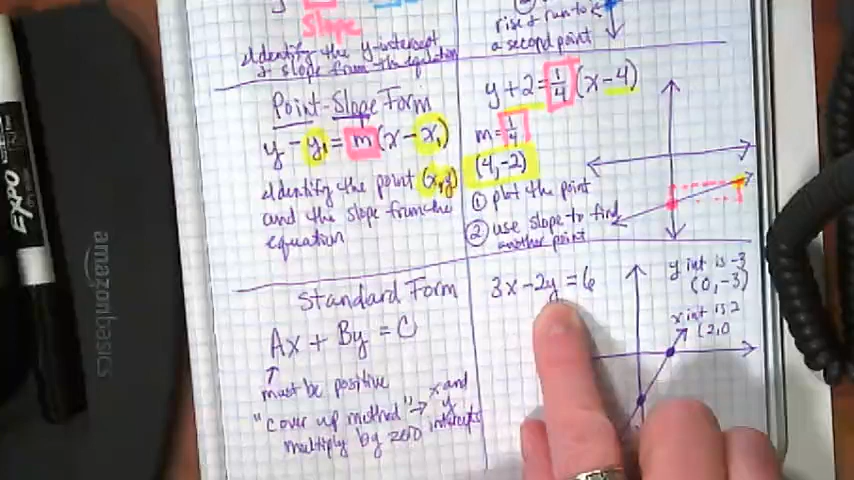 Slope
Identify the y-intercept
& slope from the equation
rise & run to
a second point
Point-Slope Form
y - y₁ = m(x - x₁)
Identify the point (x, y)
and the slope from the
equation
y + 2 = 1/4 (x - 4)
m = 1/4
(4, -2)
① plot the point
② use slope to find
another point
Standard Form
Ax + By = C
must be positive
"cover up method" → x and y intercepts
multiply by zero
3x - 2y = 6
y int is -3
(0, -3)
x int is 2
(2, 0
EXPO
amazonbasics